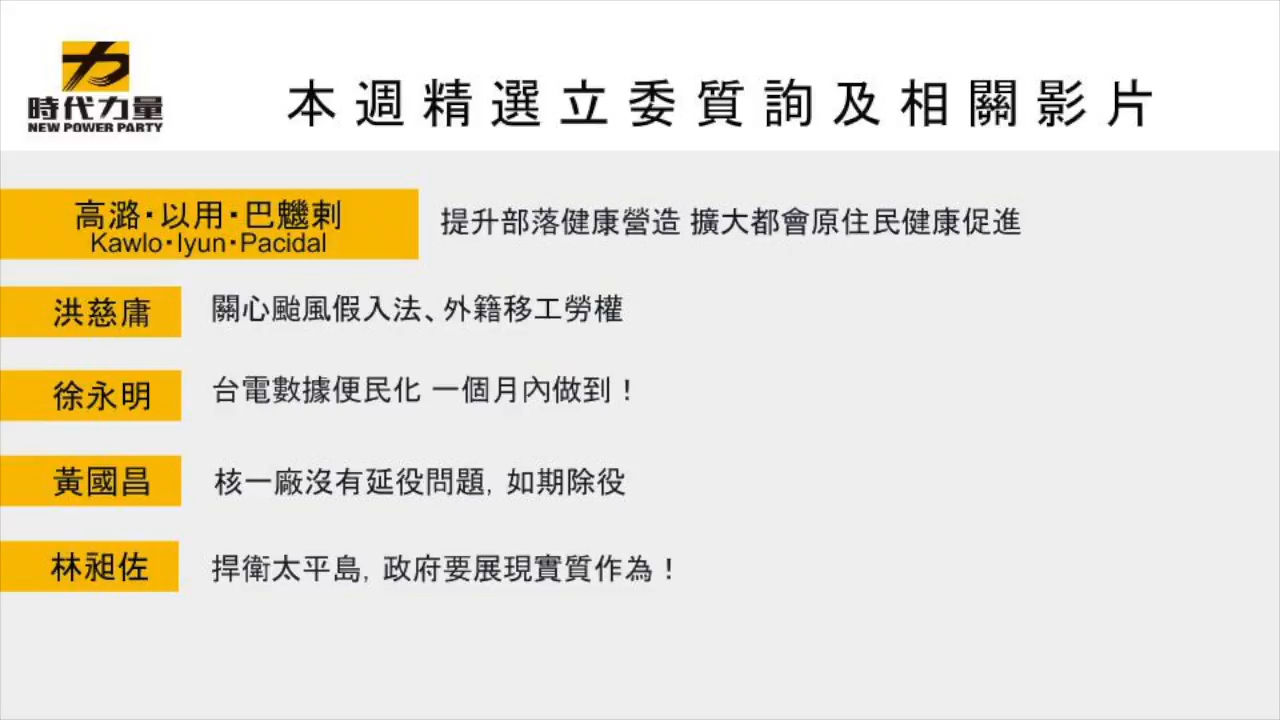 力
時代力量
NEW POWER PARTY
本週精選立委質詢及相關影片
高潞·以用·巴魕剌
Kawlo·Iyun·Pacidal
提升部落健康營造 擴大都會原住民健康促進
洪慈庸
關心颱風假入法、外籍移工勞權
徐永明
台電數據便民化 一個月內做到！
黃國昌
核一廠沒有延役問題，如期除役
林昶佐
捍衛太平島，政府要展現實質作為！